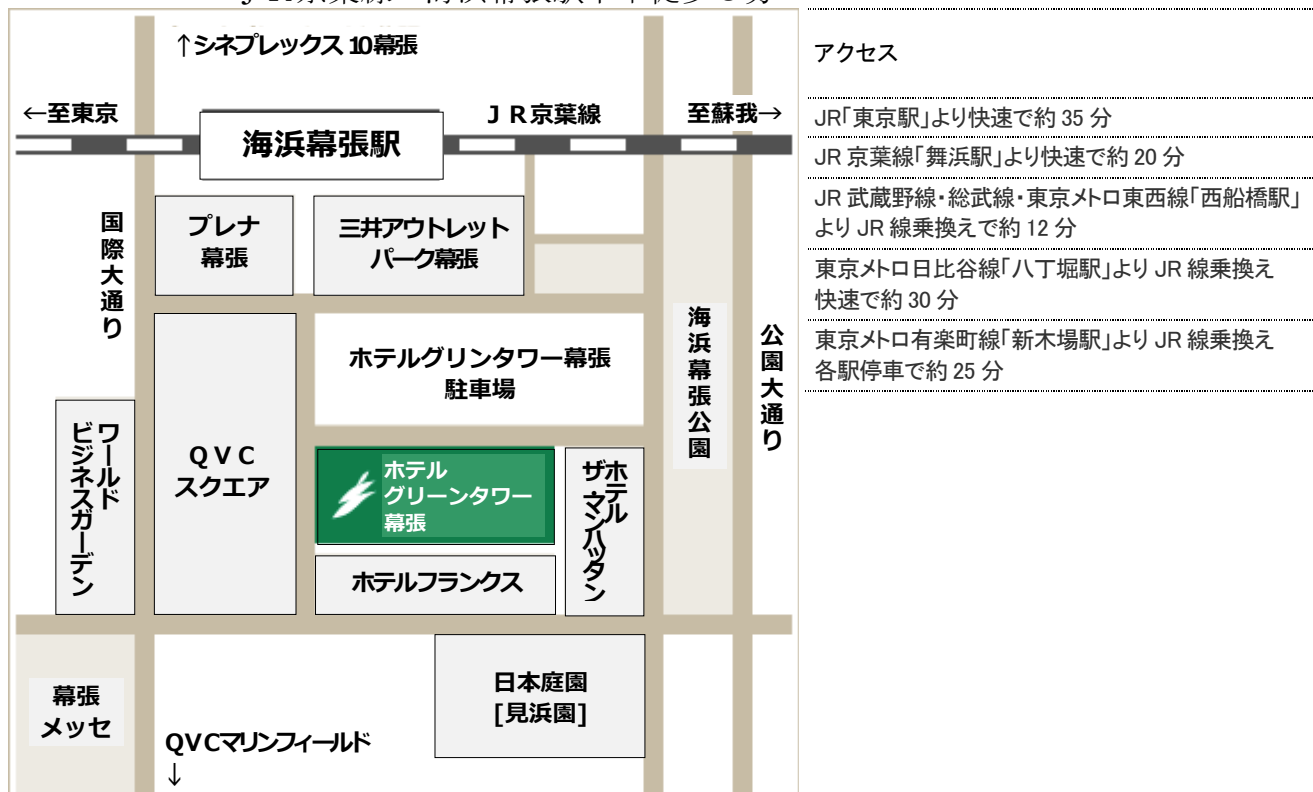 ↑シネプレックス 10幕張
←至東京
JR京葉線
至蘇我→
海浜幕張駅
国際大通り
プレナ
幕張
三井アウトレット
パーク幕張
海浜幕張公園
公園大通り
ホテルグリンタワー幕張
駐車場
ワールド
ビジネスガーデン
QVC
スクエア
ホテル
グリーンタワー
幕張
ホテル
ザ・マンハッタン
ホテルフランクス
幕張
メッセ
日本庭園
[見浜園]
QVCマリンフィールド
↓
アクセス
JR「東京駅」より快速で約 35 分
JR 京葉線「舞浜駅」より快速で約 20 分
JR 武蔵野線・総武線・東京メトロ東西線「西船橋駅」
より JR 線乗換えで約 12 分
東京メトロ日比谷線「八丁堀駅」より JR 線乗換え
快速で約 30 分
東京メトロ有楽町線「新木場駅」より JR 線乗換え
各駅停車で約 25 分